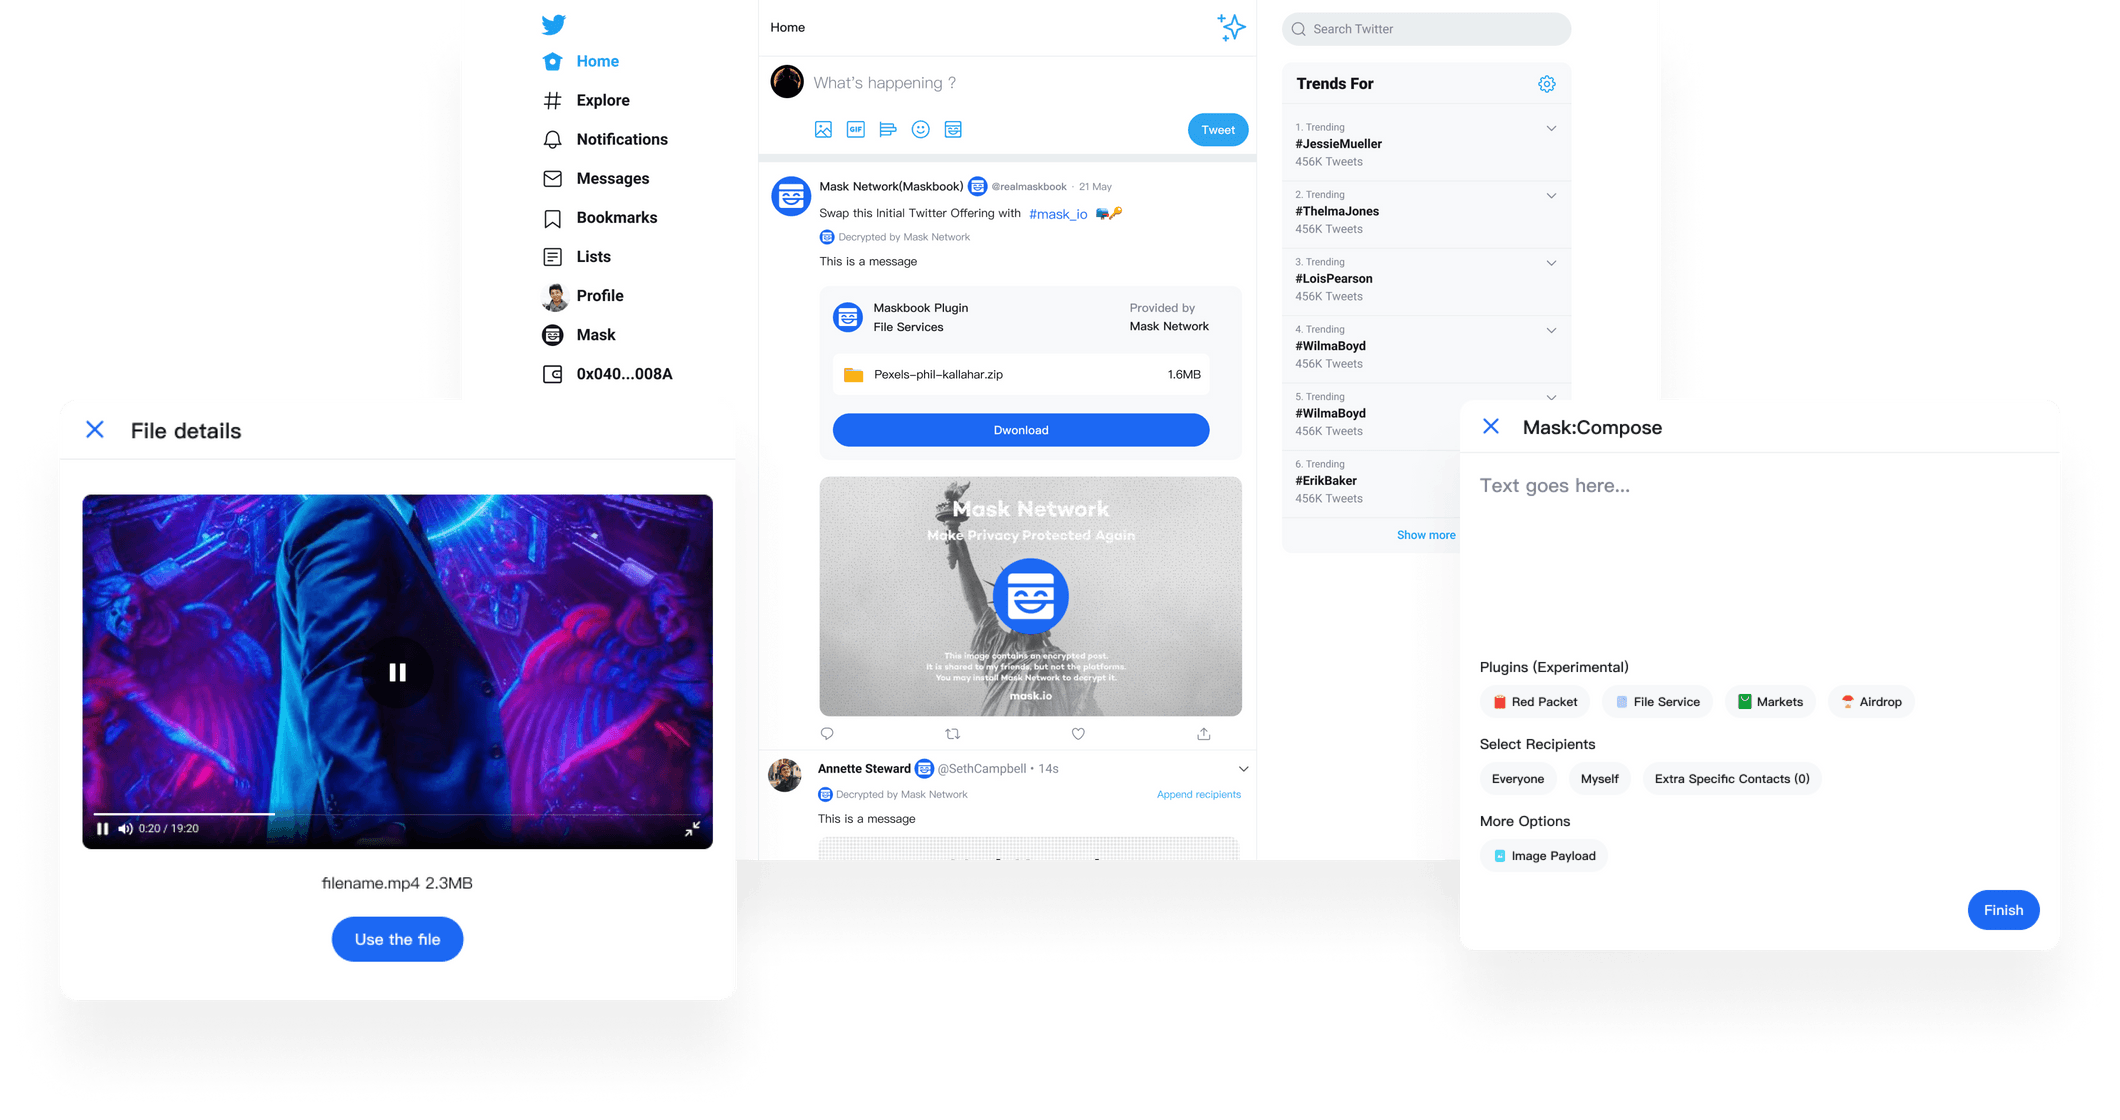 Home
Explore
Notifications
Messages
Bookmarks
Lists
Profile
Mask
0x040...008A
Home
What's happening ?
GIF
Tweet
Mask Network(Maskbook) @realmaskbook · 21 May
Swap this Initial Twitter Offering with #mask_io
Decrypted by Mask Network
This is a message
Maskbook Plugin
File Services
Provided by
Mask Network
Pexels-phil-kallahar.zip 1.6MB
Dwonload
Mask Network
Make Privacy Protected Again
This image contains an encrypted post.
It is shared to my friends, but not the platforms.
You may install Mask Network to decrypt it.
mask.io
Annette Steward @SethCampbell • 14s
Decrypted by Mask Network Append recipients
This is a message
Search Twitter
Trends For
1. Trending
#JessieMueller
456K Tweets
2. Trending
#ThelmaJones
456K Tweets
3. Trending
#LoisPearson
456K Tweets
4. Trending
#WilmaBoyd
456K Tweets
5. Trending
#WilmaBoyd
456K Tweets
6. Trending
#ErikBaker
456K Tweets
Show more
File details
0:20 / 19:20
filename.mp4 2.3MB
Use the file
Mask:Compose
Text goes here...
Plugins (Experimental)
Red Packet File Service Markets Airdrop
Select Recipients
Everyone Myself Extra Specific Contacts (0)
More Options
Image Payload
Finish